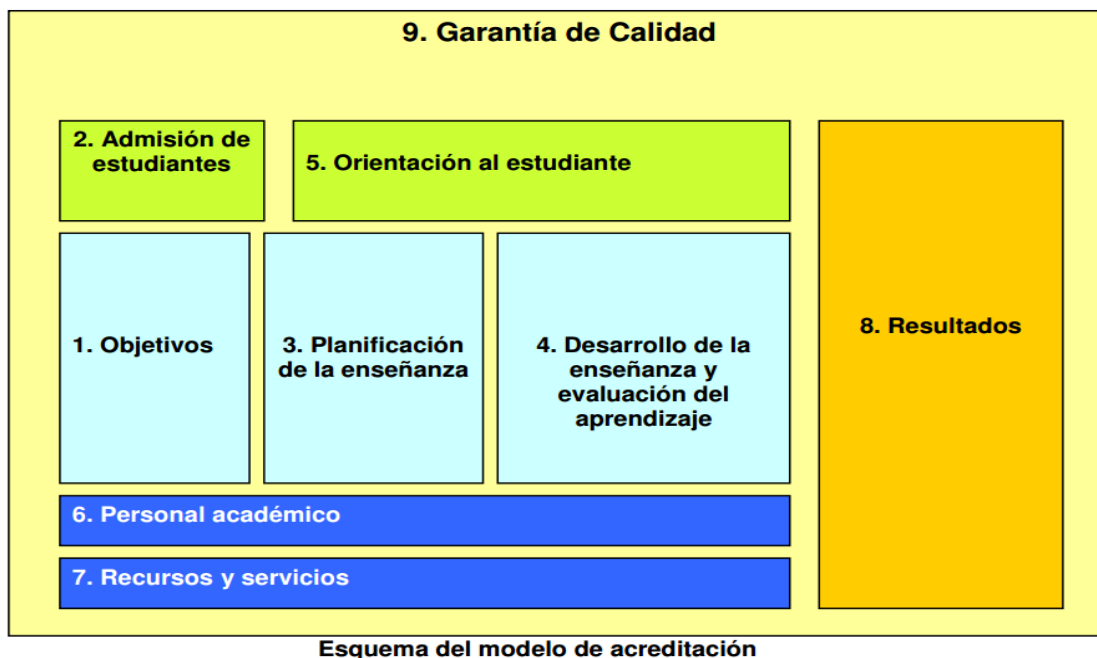 9. Garantía de Calidad
2. Admisión de
estudiantes
5. Orientación al estudiante
1. Objetivos
3. Planificación
de la enseñanza
4. Desarrollo de la
enseñanza y
evaluación del
aprendizaje
8. Resultados
6. Personal académico
7. Recursos y servicios
Esquema del modelo de acreditación